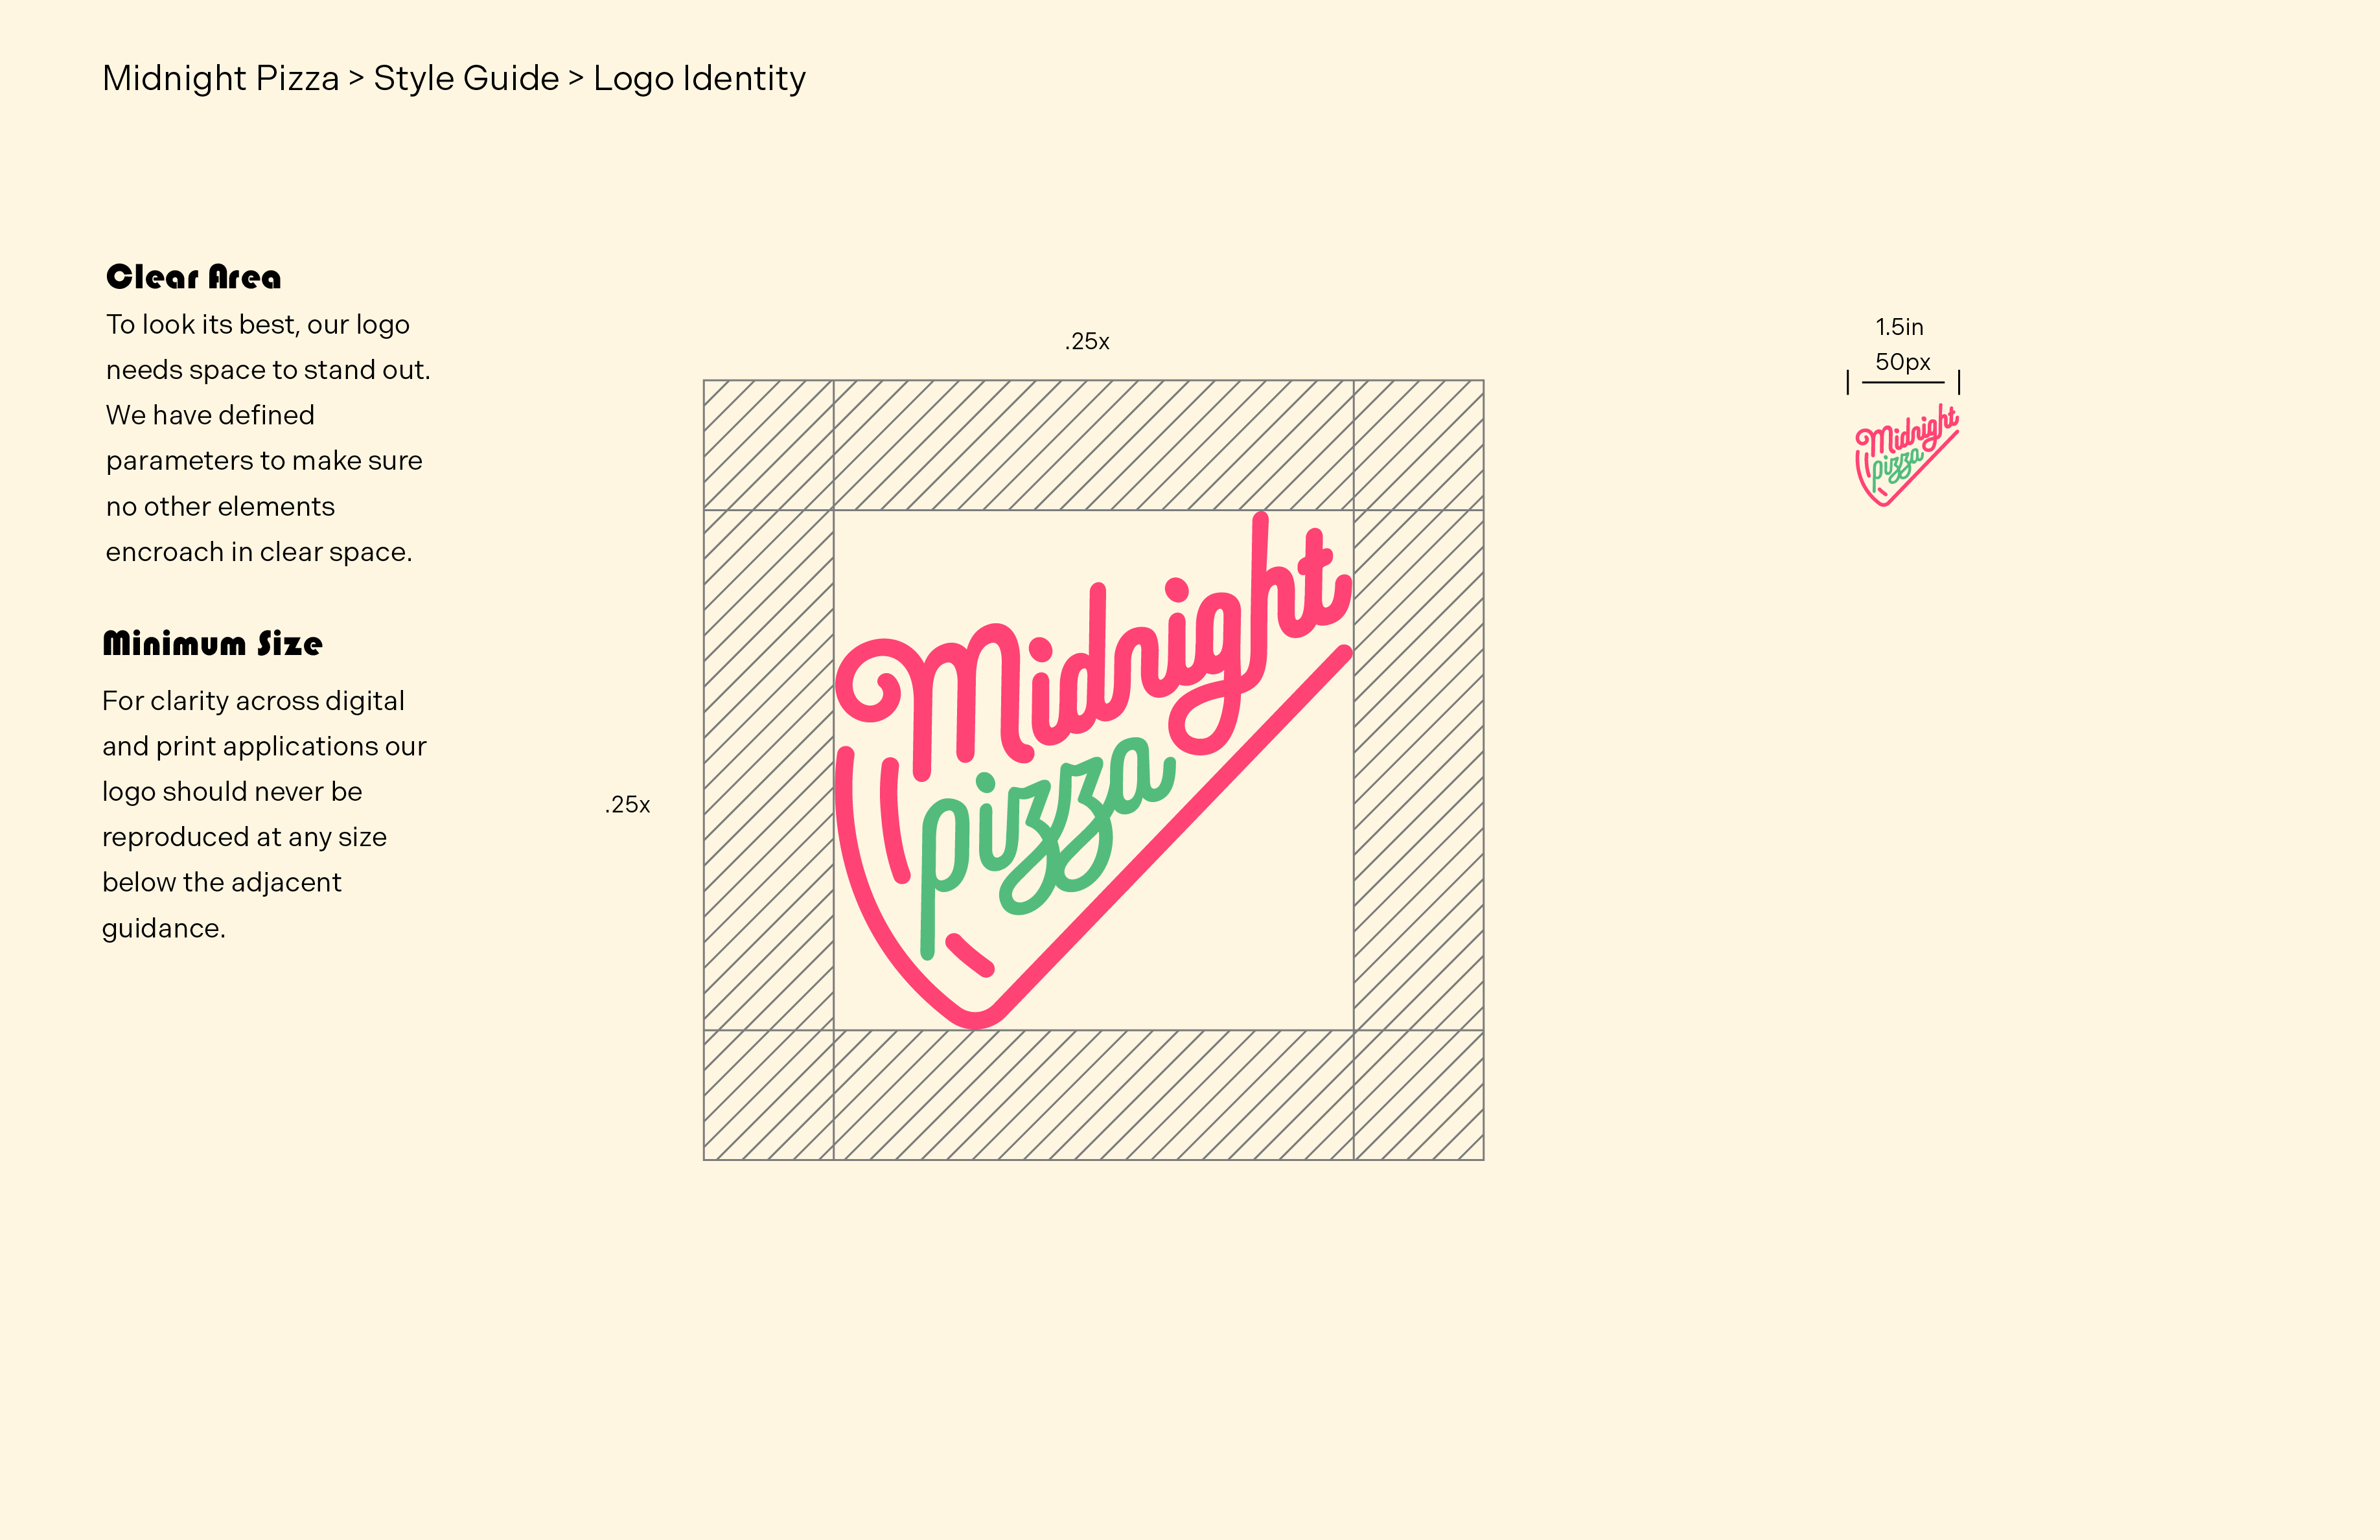 Midnight Pizza > Style Guide > Logo Identity
Clear Area
To look its best, our logo
needs space to stand out.
We have defined
parameters to make sure
no other elements
encroach in clear space.
Minimum Size
For clarity across digital
and print applications our
logo should never be
reproduced at any size
below the adjacent
guidance.
.25x
.25x
Midnight
pizza
1.5in
50px
Midnight
pizza